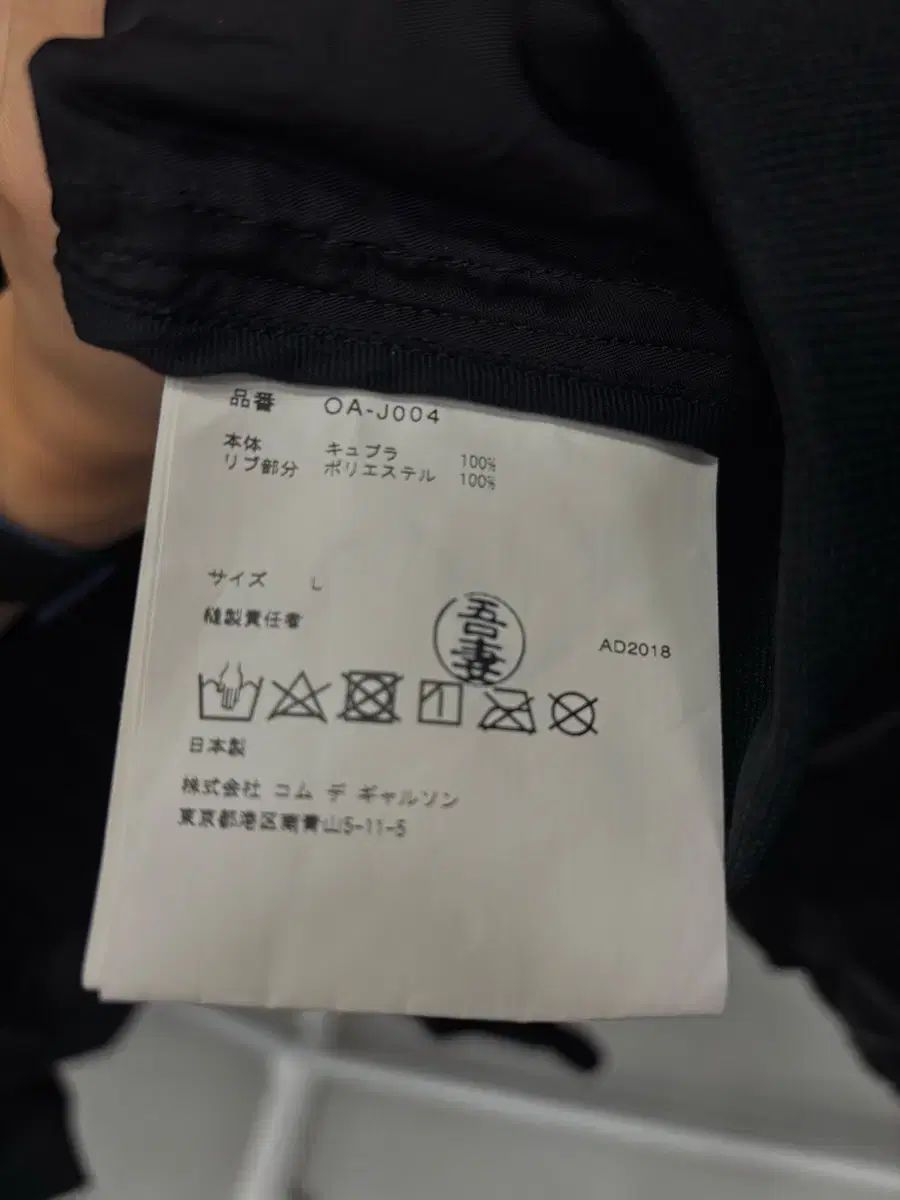 品番 OA-J004
本体 キュプラ 100%
リブ部分 ポリエステル 100%
サイズ L
縫製責任者
吾妻
AD2018
日本製
株式会社 コム デ ギャルソン
東京都港区南青山5-11-5